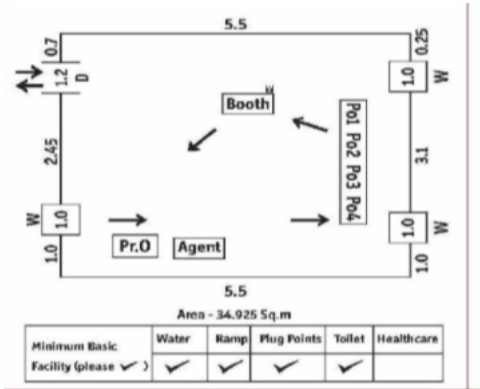 5.5
0.7
0.25
1.2 D
1.0 W
W
Booth
Po1 Po2 Po3 Po4
2.45
3.1
W 1.0
1.0 W
Pr.O Agent
1.0
1.0
5.5
Area - 34.925 Sq.m
Minimum Basic Facility (please ✓ )
Water Ramp Plug Points Toilet Healthcare
✓ ✓ ✓ ✓